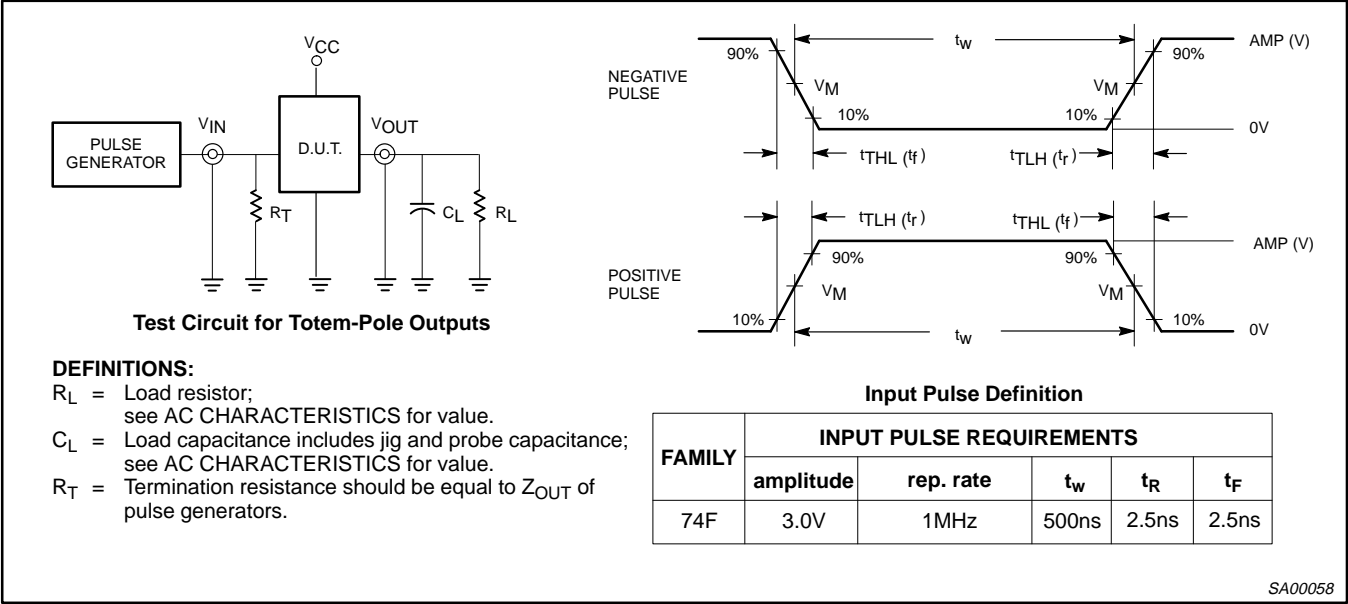 VCC
PULSE
GENERATOR
VIN
D.U.T.
VOUT
RT
CL
RL
Test Circuit for Totem-Pole Outputs
DEFINITIONS:
RL = Load resistor;
see AC CHARACTERISTICS for value.
CL = Load capacitance includes jig and probe capacitance;
see AC CHARACTERISTICS for value.
RT = Termination resistance should be equal to ZOUT of
pulse generators.
NEGATIVE
PULSE
90%
tw
90%
AMP (V)
VM
VM
10%
10%
0V
tTHL (tf)
tTLH (tr)
tTLH (tr)
tTHL (tf)
POSITIVE
PULSE
90%
90%
AMP (V)
VM
VM
10%
10%
tw
0V
Input Pulse Definition
FAMILY
INPUT PULSE REQUIREMENTS
amplitude rep. rate tw tR tF
74F 3.0V 1MHz 500ns 2.5ns 2.5ns
SA00058